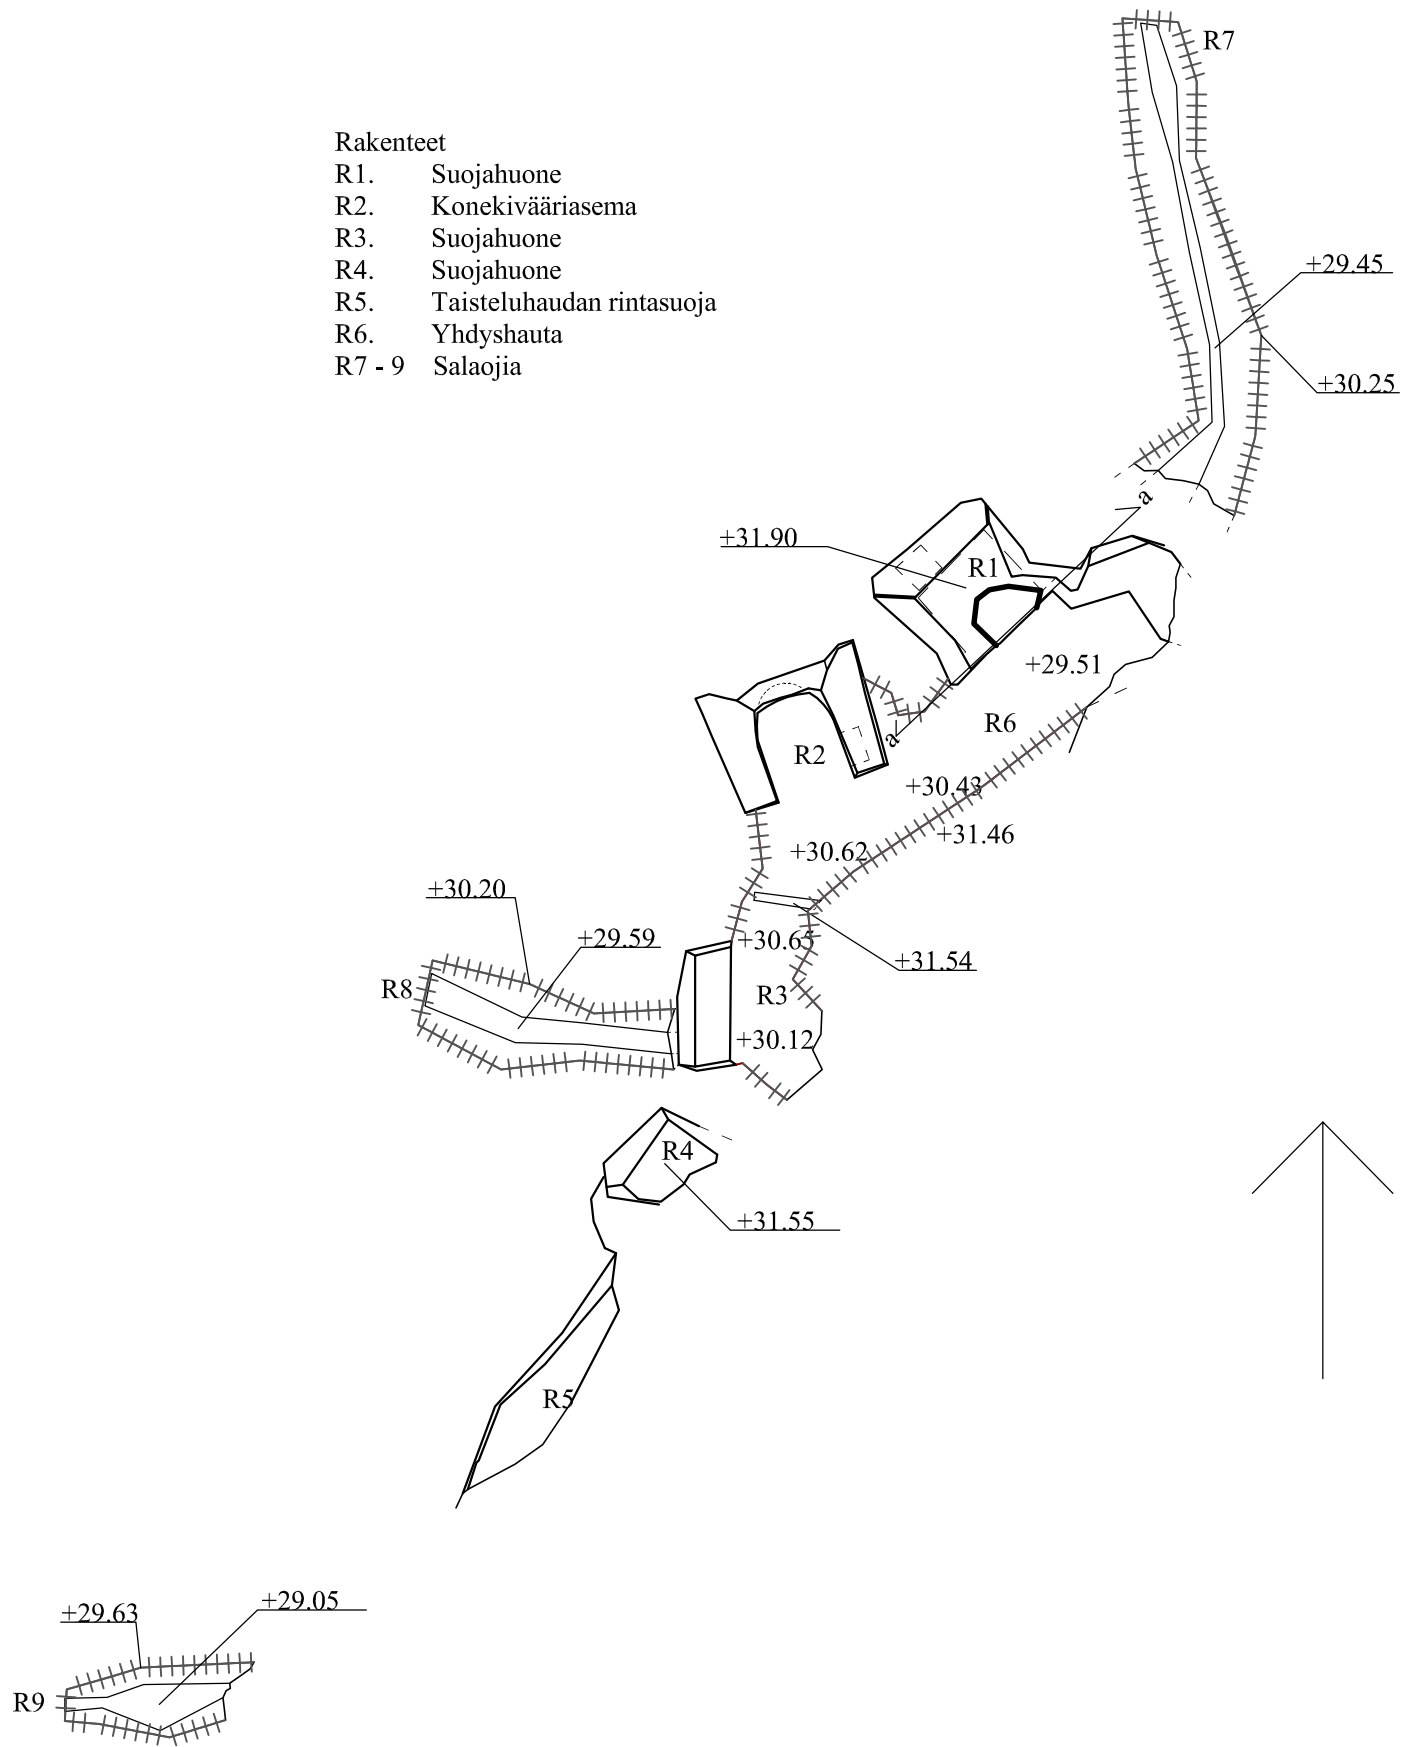 R7
Rakenteet
R1. Suojahuone
R2. Konekivääriasema
R3. Suojahuone
R4. Suojahuone
R5. Taisteluhaudan rintasuoja
R6. Yhdyshauta
R7 - 9 Salaojia
+29.45
+30.25
a
+31.90
R1
+29.51
R6
a
R2
+30.43
+31.46
+30.62
+30.20
+29.59
+30.65
+31.54
R8
R3
+30.12
R4
+31.55
R5
+29.05
+29.63
R9